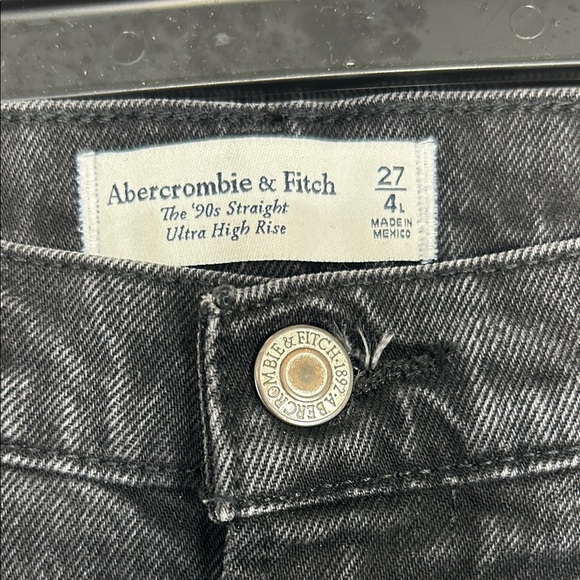 Abercrombie & Fitch
The '90s Straight
Ultra High Rise
27
4L
MADE IN
MEXICO
ABERCROMBIE & FITCH · 1892 ·